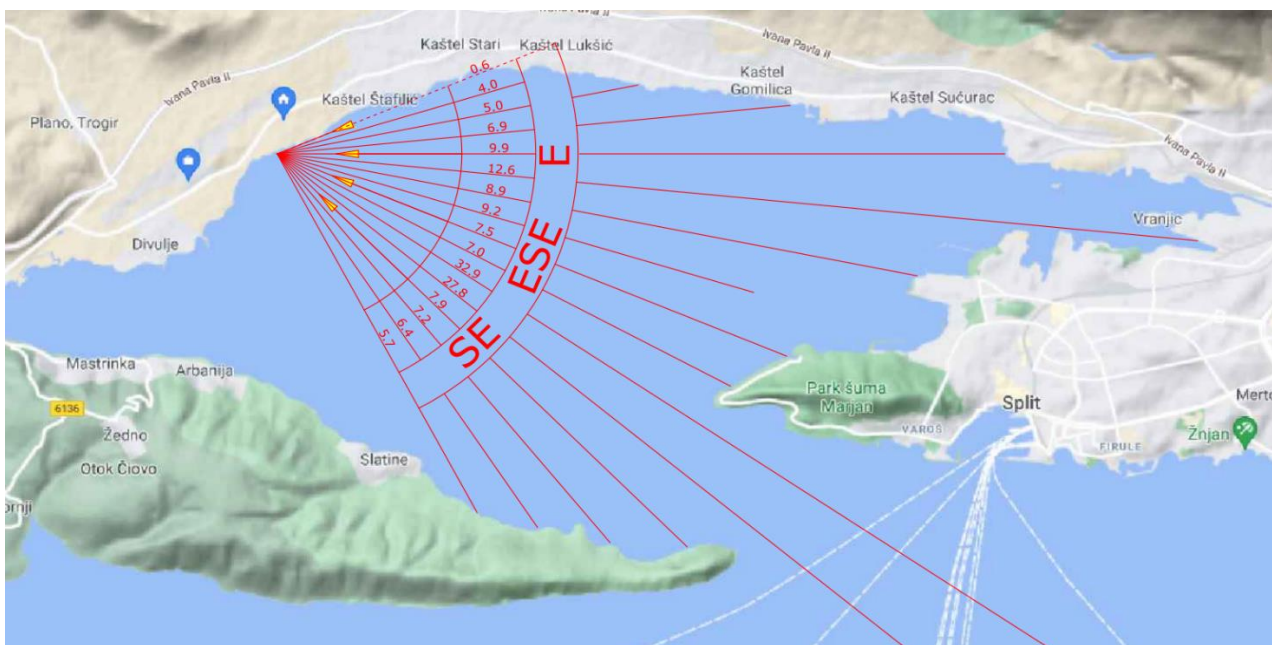 Ivana Pavla II
Kaštel Stari
Kaštel Lukšić
Ivana Pavla II
Ivana Pavla II
Kaštel
Gomilica
Kaštel Štafilić
Kaštel Sućurac
Plano, Trogir
Ivana Pavla II
0.6
4.0
5.0
6.9
9.9
12.6
8.9
9.2
7.5
7.0
32.9
27.8
7.9
7.2
6.4
5.7
E
ESE
SE
Divulje
Vranjic
Mastrinka
Arbanija
6136
Žedno
Otok Čiovo
Slatine
Park šuma
Marjan
Split
VAROŠ
FIRULE
Žnjan